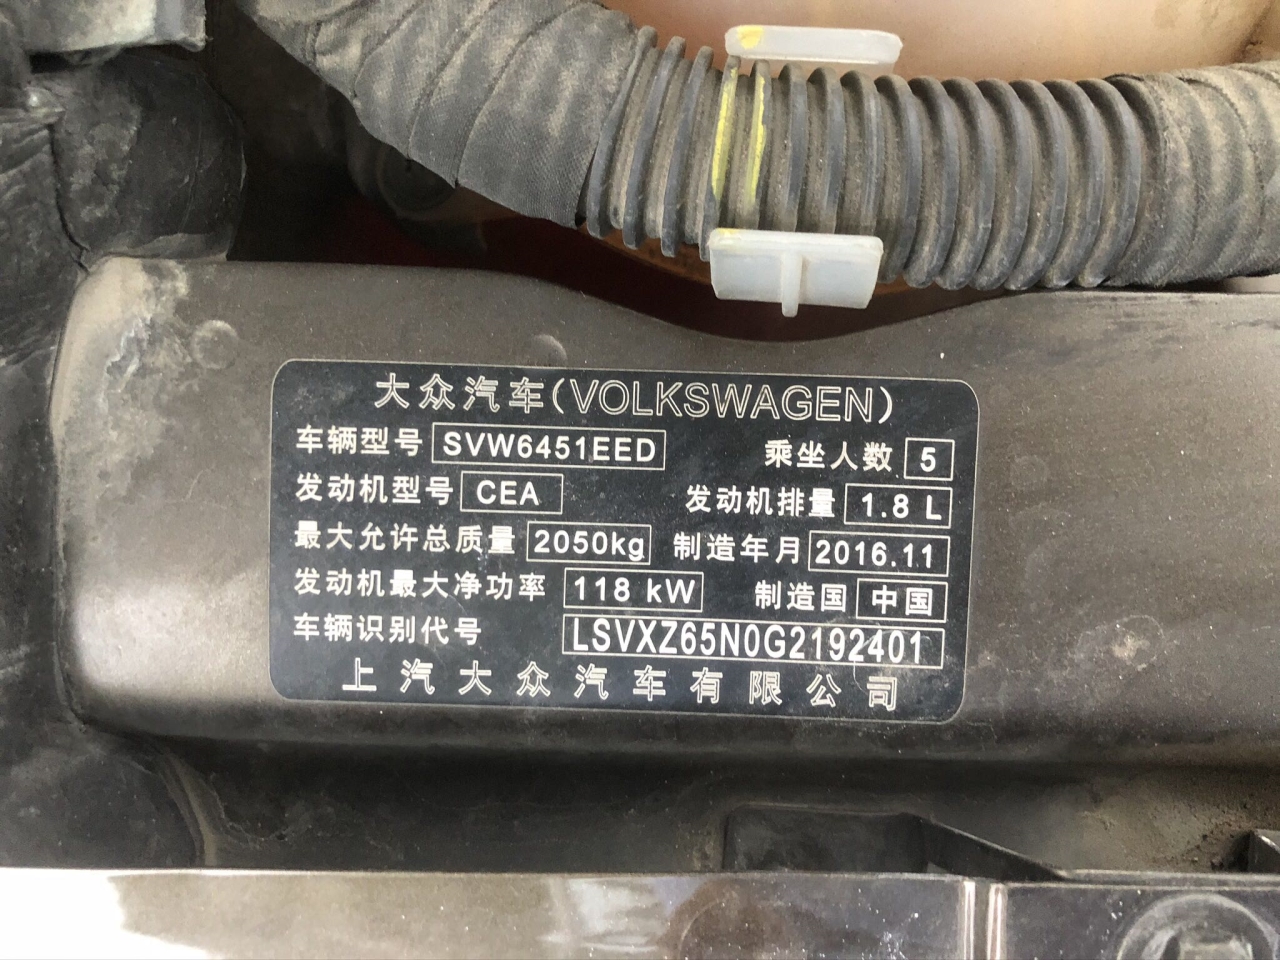 大众汽车(VOLKSWAGEN)
车辆型号 SVW6451EED 乘坐人数 5
发动机型号 CEA 发动机排量 1.8 L
最大允许总质量 2050kg 制造年月 2016.11
发动机最大净功率 118 kW 制造国 中国
车辆识别代号 LSVXZ65N0G2192401
上汽大众汽车有限公司